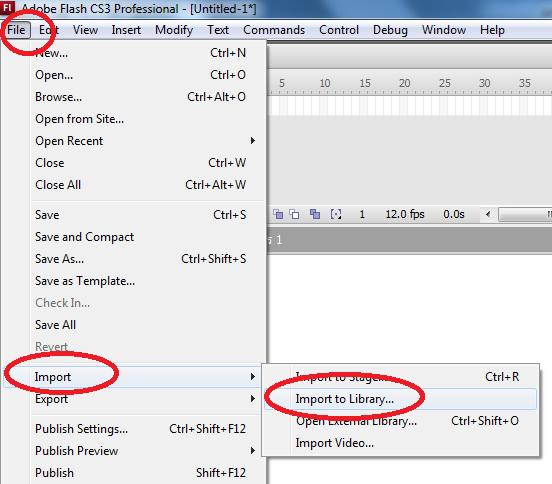 Fl Adobe Flash CS3 Professional - [Untitled-1*]
File Edit View Insert Modify Text Commands Control Debug Window Help
New... Ctrl+N
5 10 15 20 25 30 35
Open... Ctrl+O
Browse... Ctrl+Alt+O
Open from Site...
Open Recent
Close Ctrl+W
Close All Ctrl+Alt+W
Save Ctrl+S
1 12.0 fps 0.0s
Save and Compact
1
Save As... Ctrl+Shift+S
Save as Template...
Check In...
Save All
Revert
Import
Import to Stage... Ctrl+R
Export
Import to Library...
Publish Settings... Ctrl+Shift+F12
Open External Library... Ctrl+Shift+O
Publish Preview
Import Video...
Publish Shift+F12